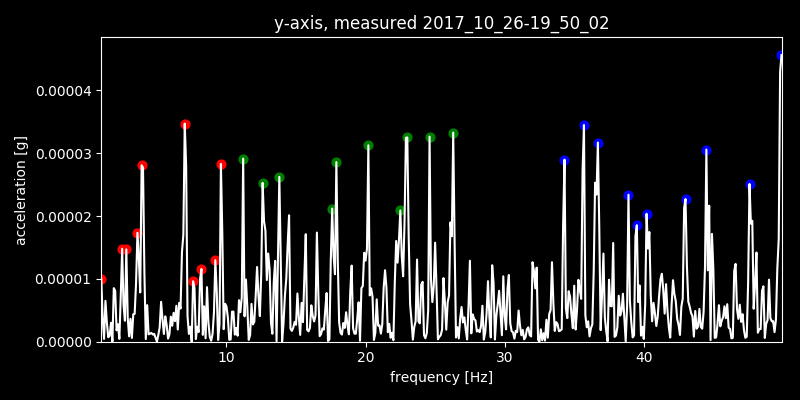 y-axis, measured 2017_10_26-19_50_02
acceleration [g]
0.00004
0.00003
0.00002
0.00001
0.00000
10 20 30 40
frequency [Hz]